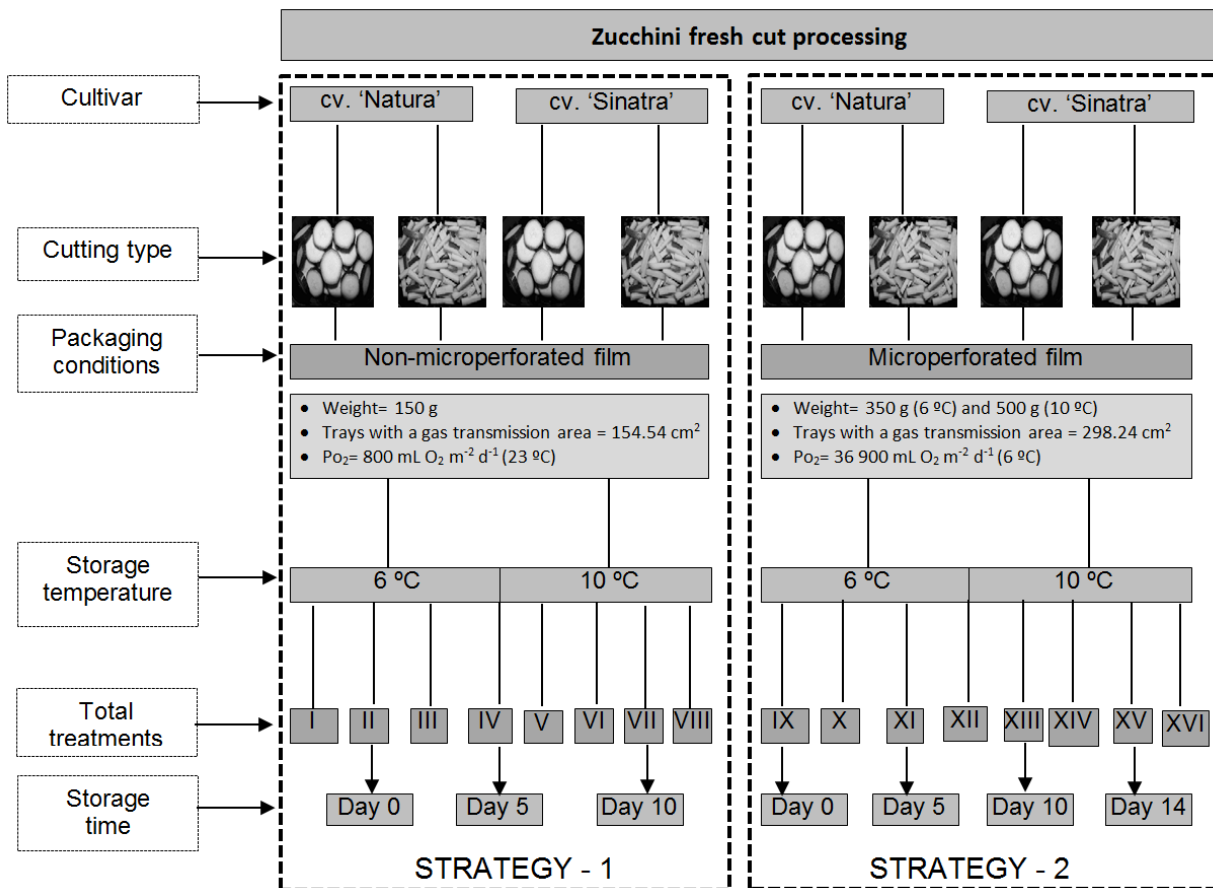 Zucchini fresh cut processing
Cultivar
cv. ‘Natura’
cv. ‘Sinatra’
cv. ‘Natura’
cv. ‘Sinatra’
Cutting type
Packaging
conditions
Non-microperforated film
Microperforated film
• Weight= 150 g
• Trays with a gas transmission area = 154.54 cm²
• Po₂= 800 mL O₂ m⁻² d⁻¹ (23 ºC)
• Weight= 350 g (6 ºC) and 500 g (10 ºC)
• Trays with a gas transmission area = 298.24 cm²
• Po₂= 36 900 mL O₂ m⁻² d⁻¹ (6 ºC)
Storage
temperature
6 ºC
10 ºC
6 ºC
10 ºC
Total
treatments
I
II
III
IV
V
VI
VII
VIII
IX
X
XI
XII
XIII
XIV
XV
XVI
Storage
time
Day 0
Day 5
Day 10
Day 0
Day 5
Day 10
Day 14
STRATEGY - 1
STRATEGY - 2